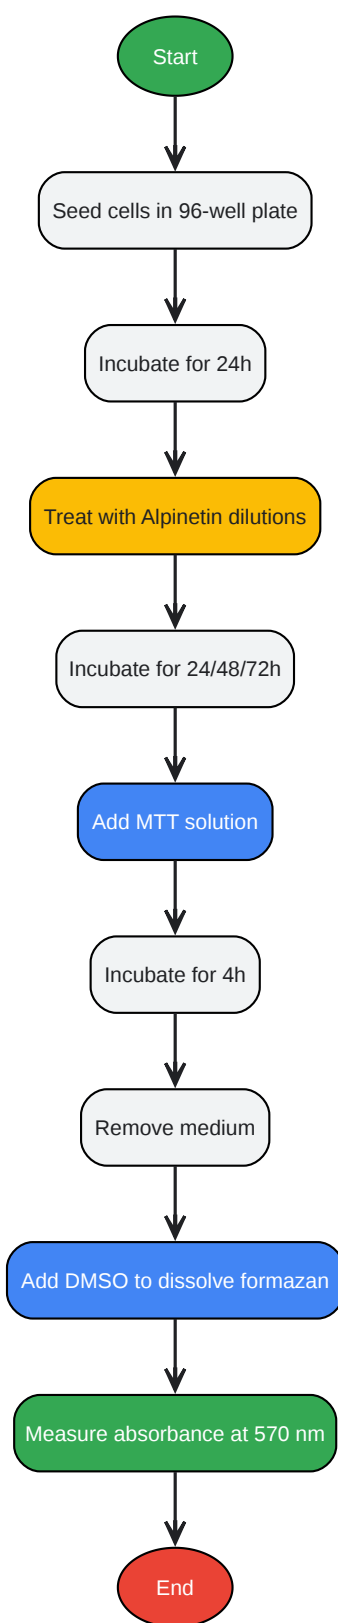 Start
Seed cells in 96-well plate
Incubate for 24h
Treat with Alpinetin dilutions
Incubate for 24/48/72h
Add MTT solution
Incubate for 4h
Remove medium
Add DMSO to dissolve formazan
Measure absorbance at 570 nm
End